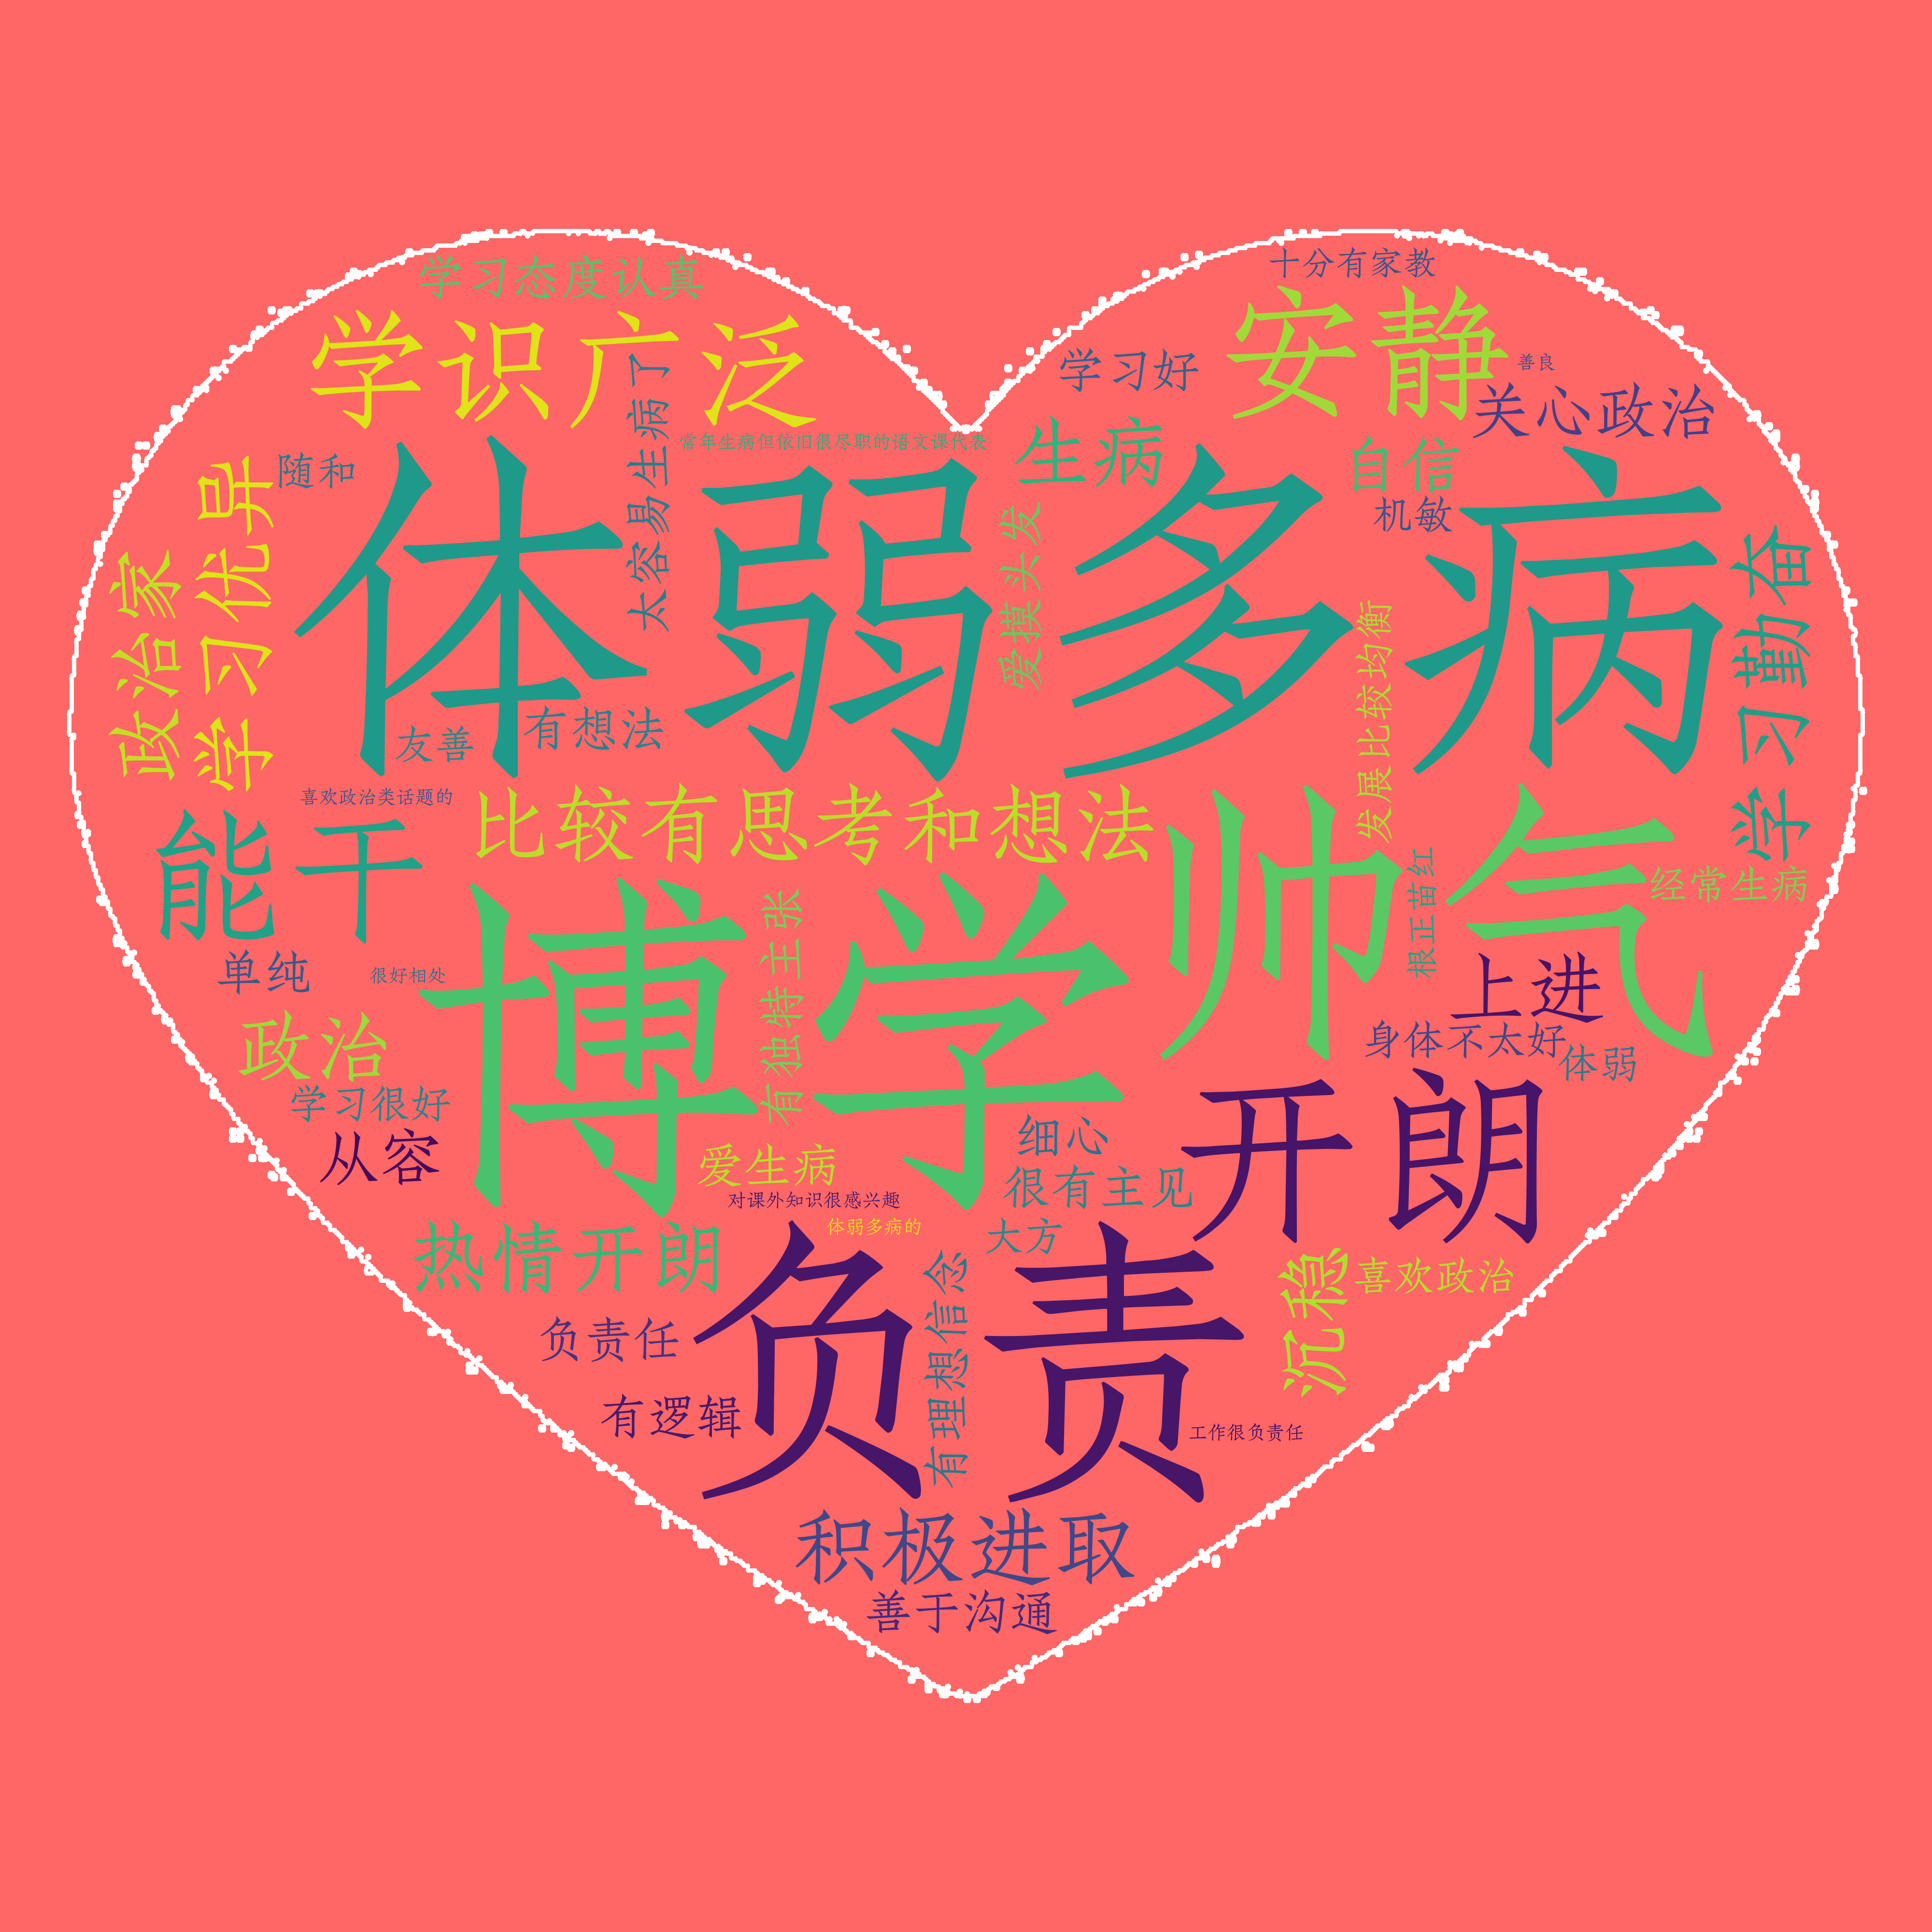 学习态度认真
十分有家教
学识广泛
安静
学习好
善良
关心政治
太容易生病了
常年生病但依旧很尽职的语文课代表
生病
自信
随和
机敏
政治家
学习优异
体弱多病
爱摸头发
学习勤奋
发展比较均衡
友善
有想法
喜欢政治类话题的
比较有思考和想法
帅气
能干
根正苗红
经常生病
博学
有独特主张
单纯
很好相处
上进
政治
身体不太好
体弱
学习很好
开朗
从容
爱生病
细心
很有主见
对课外知识很感兴趣
体弱多病的
大方
热情开朗
负责
有理想信念
沉稳
喜欢政治
负责任
有逻辑
工作很负责任
积极进取
善于沟通